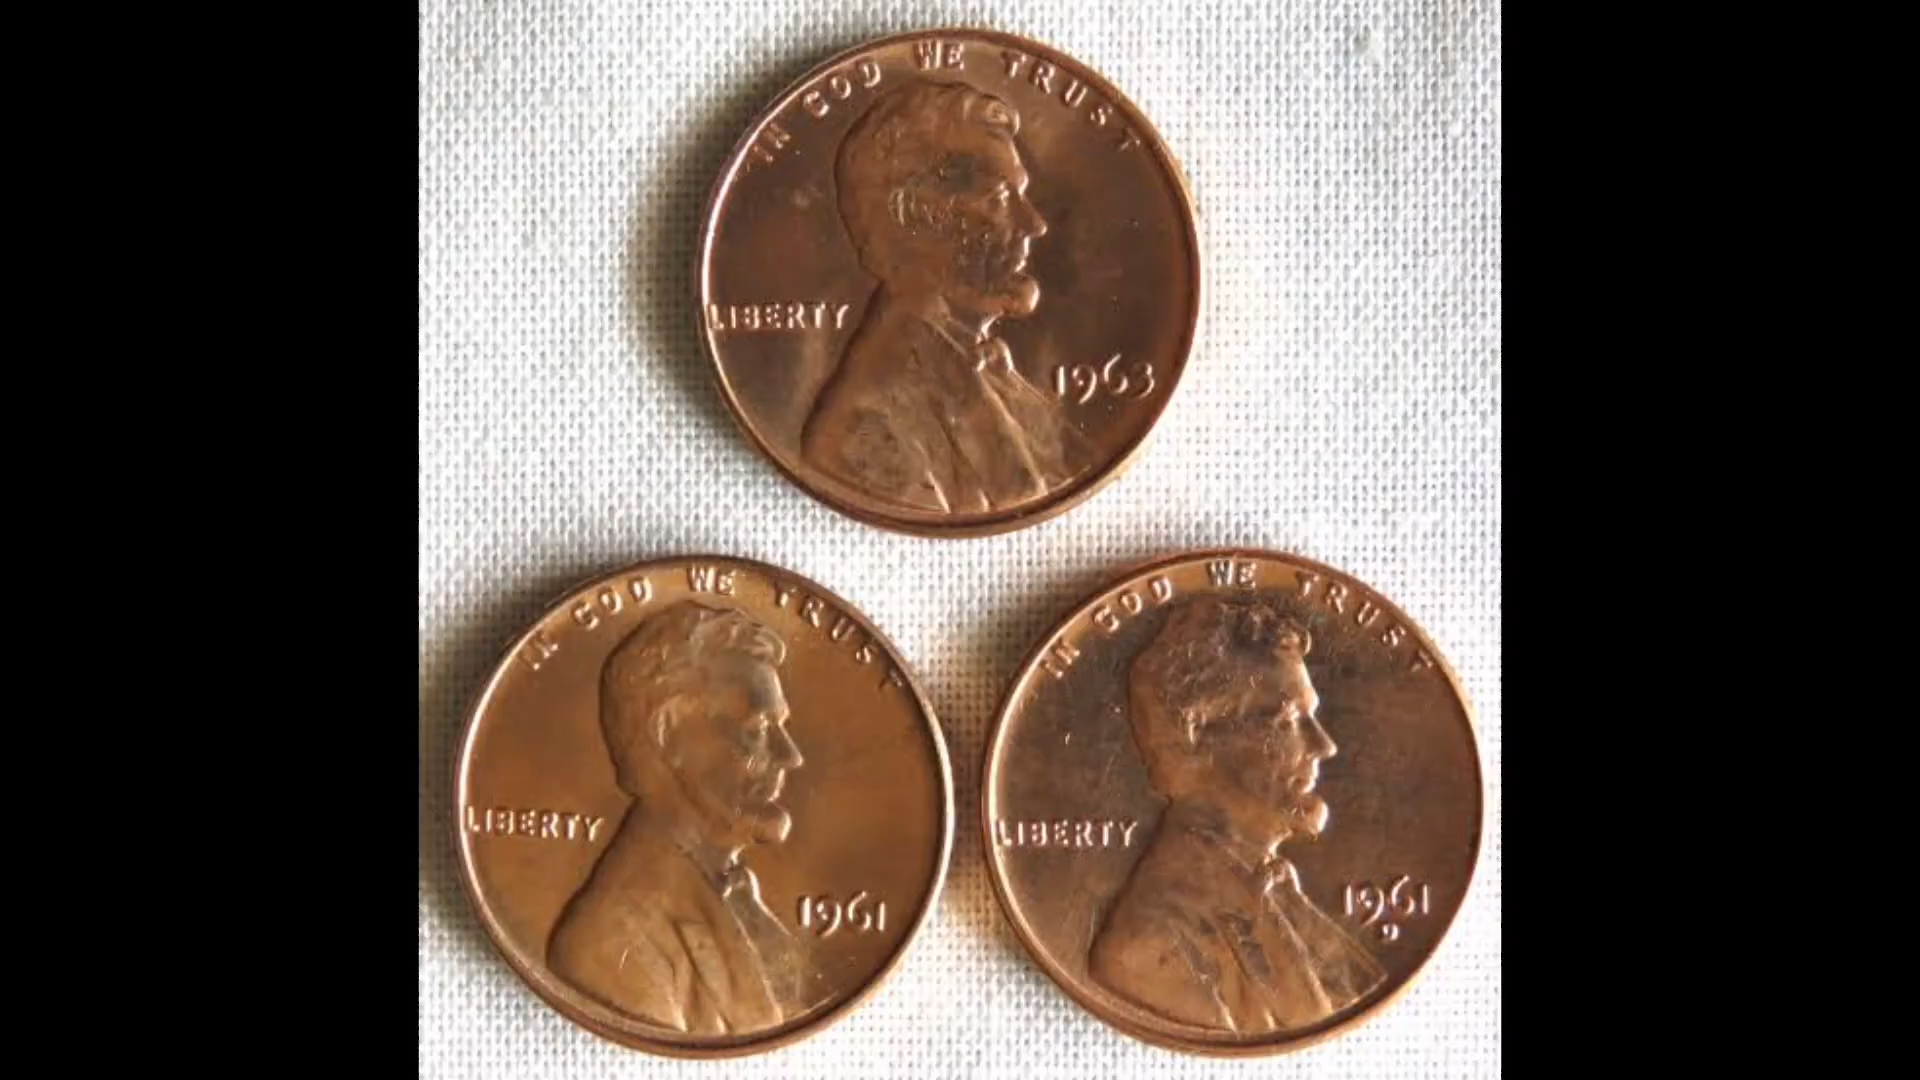 IN GOD WE TRUST
LIBERTY
1963
IN GOD WE TRUST
LIBERTY
1961
IN GOD WE TRUST
LIBERTY
1961
D